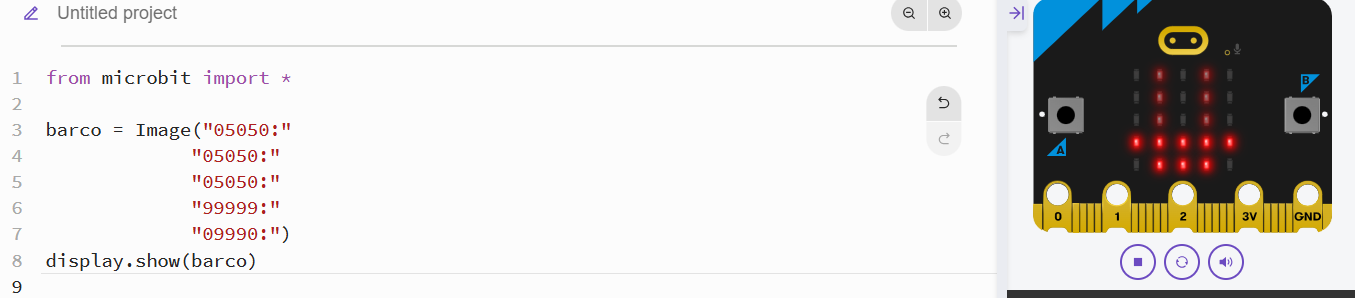 Untitled project
1 from microbit import *
2
3 barco = Image("05050:"
4 "05050:"
5 "05050:"
6 "99999:"
7 "09990:")
8 display.show(barco)
9
B
A
0 1 2 3V GND